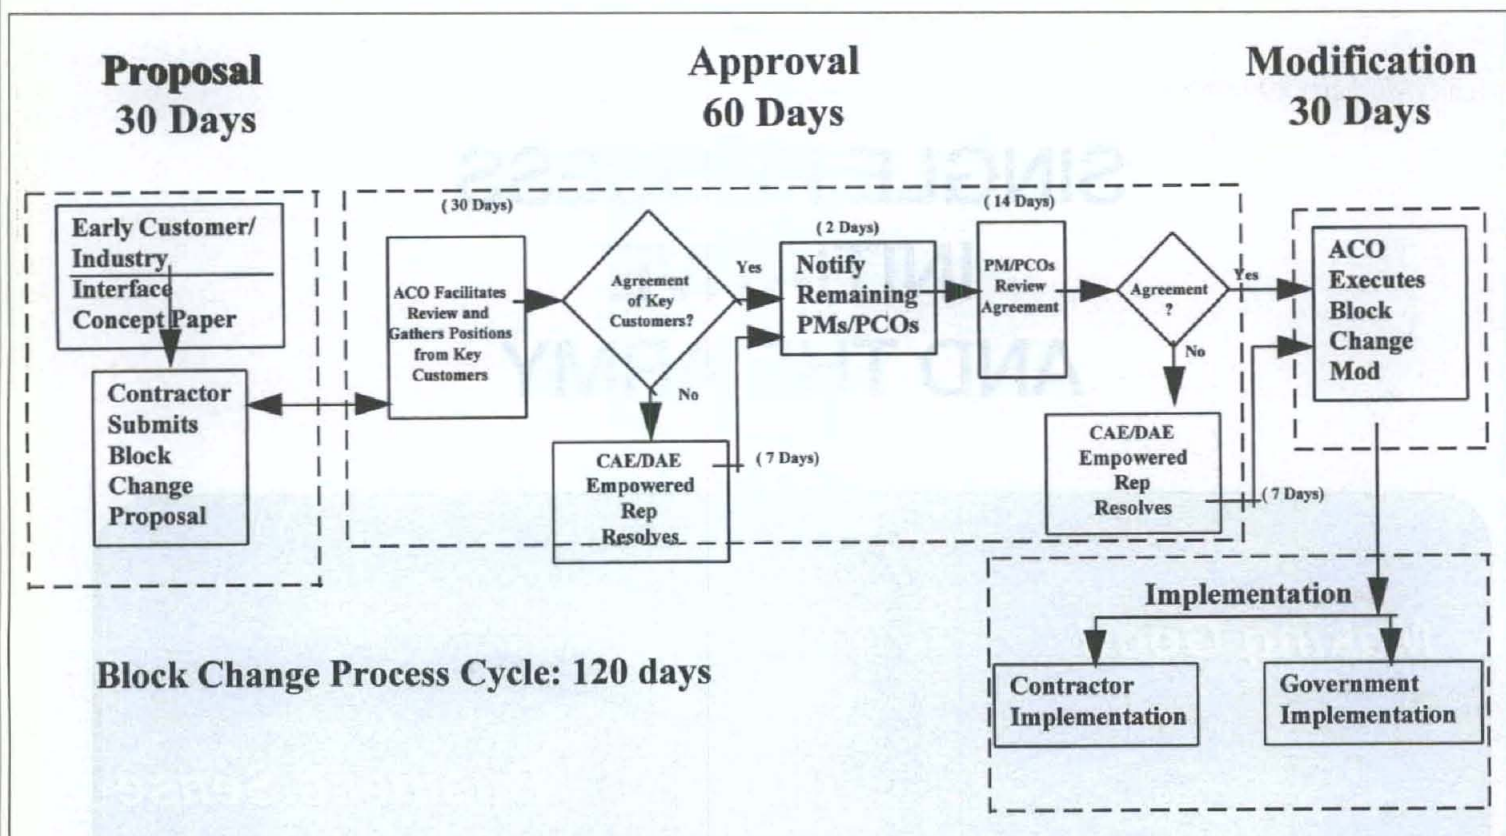 Proposal
30 Days
Approval
60 Days
Modification
30 Days
Early Customer/
Industry
Interface
Concept Paper
Contractor
Submits
Block
Change
Proposal
( 30 Days)
ACO Facilitates
Review and
Gathers Positions
from Key
Customers
Agreement
of Key
Customers?
Yes
No
CAE/DAE
Empowered
Rep
Resolves
( 7 Days)
( 2 Days)
Notify
Remaining
PMs/PCOs
( 14 Days)
PM/PCOs
Review
Agreement
Agreement
?
Yes
No
CAE/DAE
Empowered
Rep
Resolves
( 7 Days)
ACO
Executes
Block
Change
Mod
Implementation
Contractor
Implementation
Government
Implementation
Block Change Process Cycle: 120 days